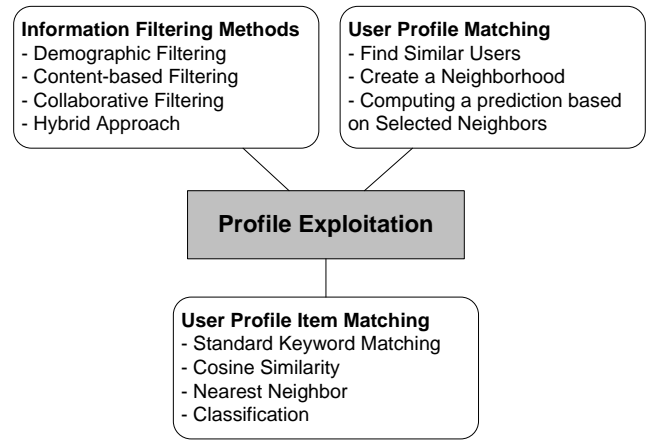 Information Filtering Methods
- Demographic Filtering
- Content-based Filtering
- Collaborative Filtering
- Hybrid Approach
User Profile Matching
- Find Similar Users
- Create a Neighborhood
- Computing a prediction based
on Selected Neighbors
Profile Exploitation
User Profile Item Matching
- Standard Keyword Matching
- Cosine Similarity
- Nearest Neighbor
- Classification